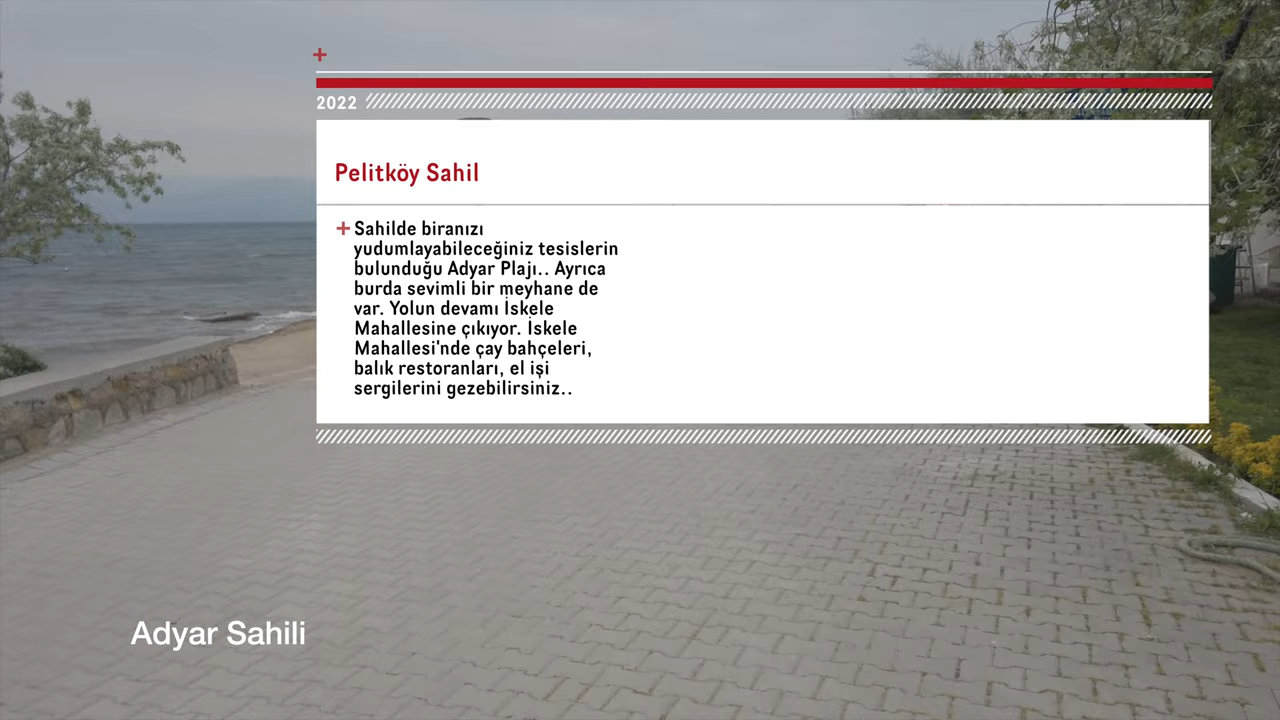 2022
Pelitköy Sahil
Sahilde biranızı
yudumlayabileceğiniz tesislerin
bulunduğu Adyar Plajı.. Ayrıca
burda sevimli bir meyhane de
var. Yolun devamı İskele
Mahallesine çıkıyor. İskele
Mahallesi'nde çay bahçeleri,
balık restoranları, el işi
sergilerini gezebilirsiniz..
Adyar Sahili